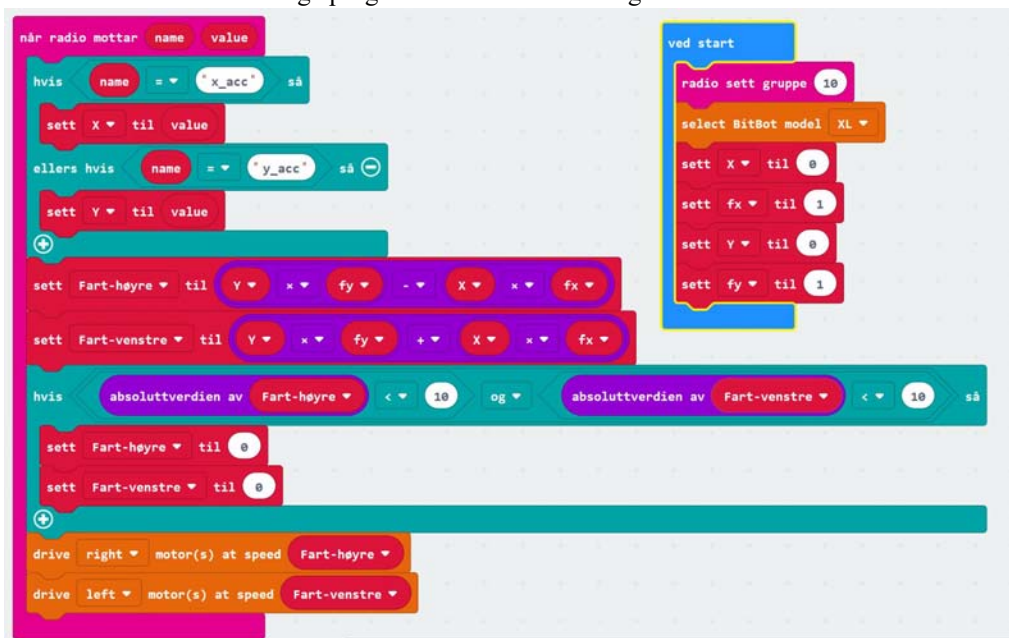 når radio mottar name value
hvis name = "x_acc" så
sett X til value
ellers hvis name = "y_acc" så
sett Y til value
sett Fart-høyre til Y × fy - X × fx
sett Fart-venstre til Y × fy + X × fx
hvis absoluttverdien av Fart-høyre < 10 og absoluttverdien av Fart-venstre < 10 så
sett Fart-høyre til 0
sett Fart-venstre til 0
drive right motor(s) at speed Fart-høyre
drive left motor(s) at speed Fart-venstre
ved start
radio sett gruppe 10
select BitBot model XL
sett X til 0
sett fx til 1
sett Y til 0
sett fy til 1